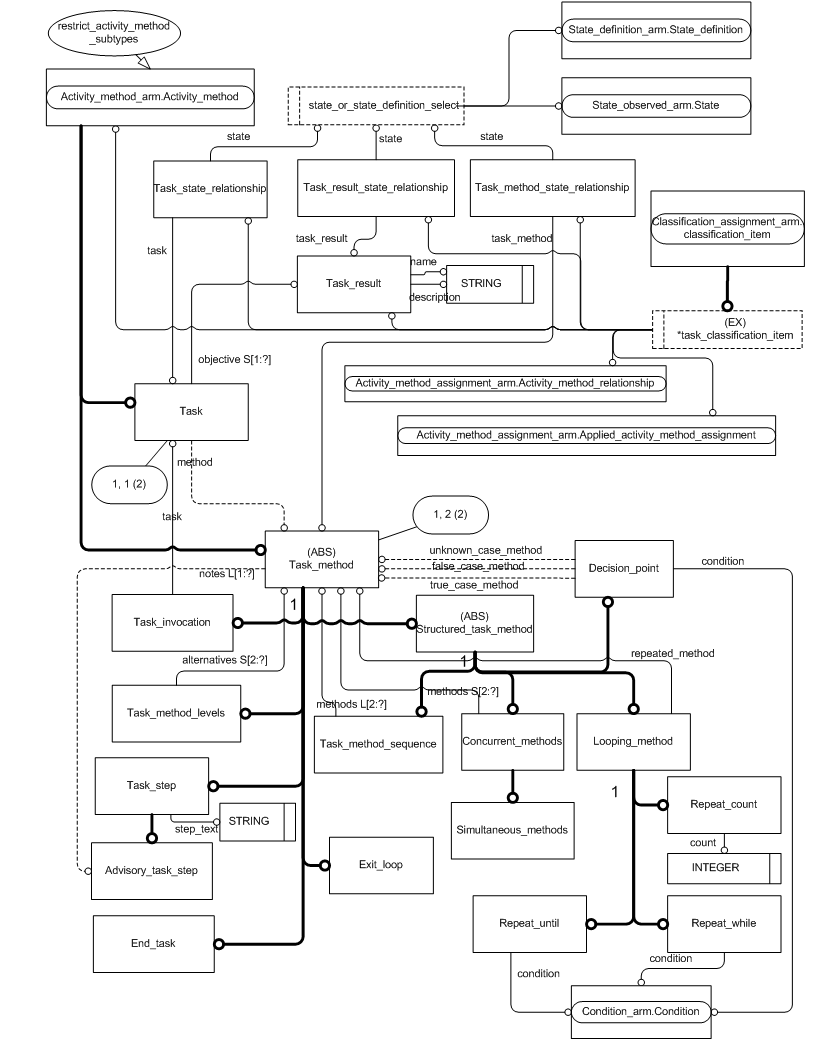 restrict_activity_method
_subtypes
State_definition_arm.State_definition
Activity_method_arm.Activity_method
state_or_state_definition_select
State_observed_arm.State
state
state
state
Task_state_relationship
Task_result_state_relationship
Task_method_state_relationship
Classification_assignment_arm.
classification_item
task
task_result
task_method
name
Task_result
STRING
description
(EX)
*task_classification_item
objective S[1:?]
Activity_method_assignment_arm.Activity_method_relationship
Task
Activity_method_assignment_arm.Applied_activity_method_assignment
method
1, 1 (2)
task
1, 2 (2)
(ABS)
Task_method
unknown_case_method
false_case_method
true_case_method
Decision_point
condition
notes L[1:?]
1
Task_invocation
(ABS)
Structured_task_method
alternatives S[2:?]
1
repeated_method
methods S[2:?]
methods L[2:?]
Task_method_levels
Task_method_sequence
Concurrent_methods
Looping_method
Task_step
1
Repeat_count
step_text
STRING
Simultaneous_methods
count
Advisory_task_step
Exit_loop
INTEGER
End_task
Repeat_until
Repeat_while
condition
condition
Condition_arm.Condition